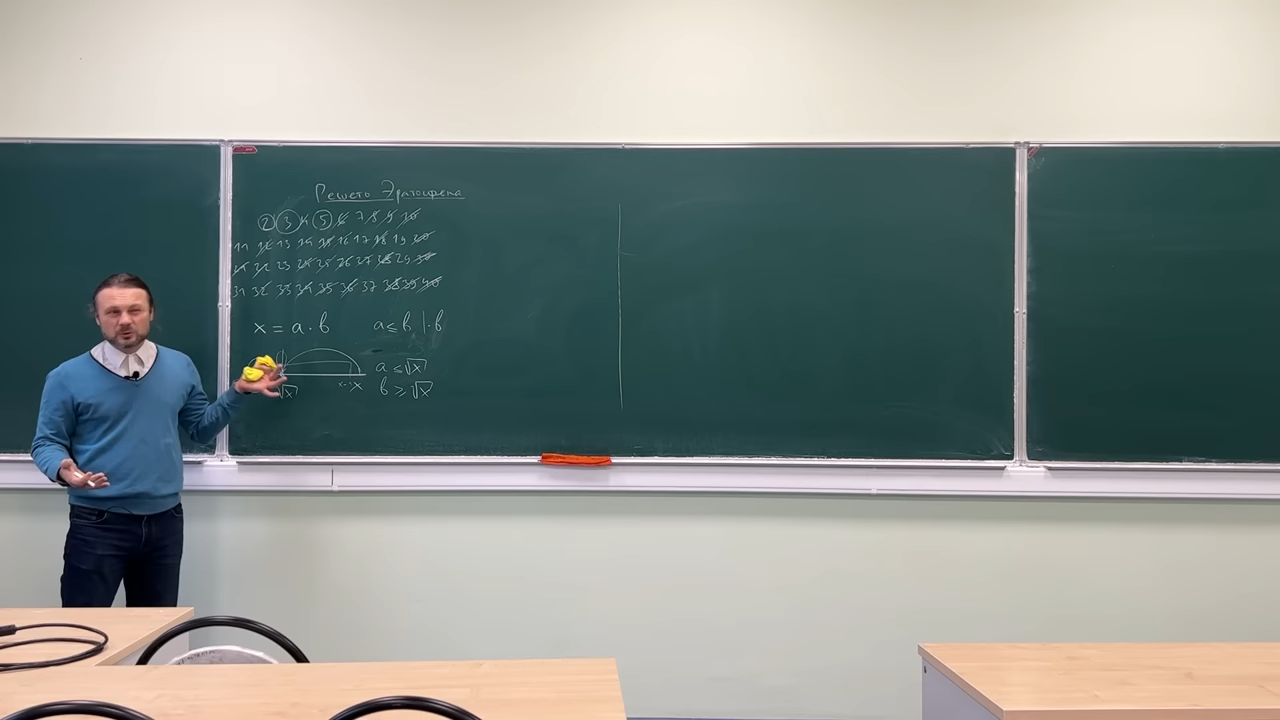 Решето Эратосфена
2 3 4 5 6 7 8 9 10
11 12 13 14 15 16 17 18 19 20
21 22 23 24 25 26 27 28 29 30
31 32 33 34 35 36 37 38 39 40
x = a · b a ≤ b | · b
a ≤ √x
√x x b ≥ √x